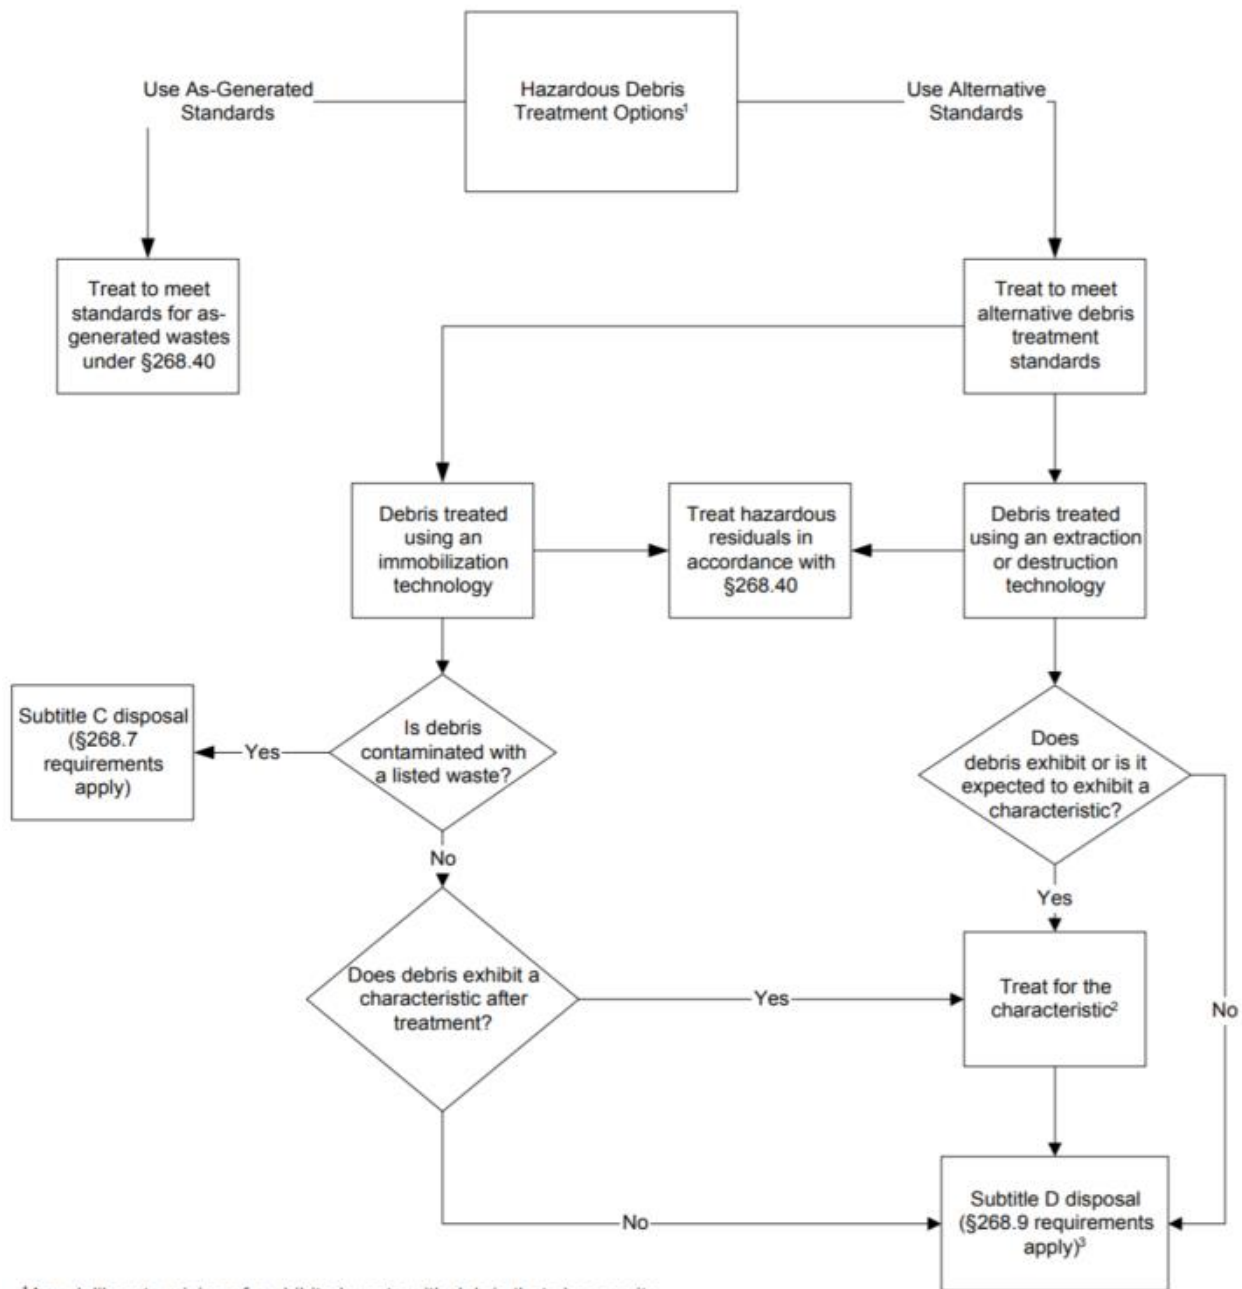 Hazardous Debris
Treatment Options¹
Use As-Generated
Standards
Use Alternative
Standards
Treat to meet
standards for as-
generated wastes
under §268.40
Treat to meet
alternative debris
treatment
standards
Debris treated
using an
immobilization
technology
Treat hazardous
residuals in
accordance with
§268.40
Debris treated
using an extraction
or destruction
technology
Subtitle C disposal
(§268.7
requirements
apply)
Yes
Is debris
contaminated with
a listed waste?
Does
debris exhibit or is it
expected to exhibit a
characteristic?
No
Yes
Does debris exhibit a
characteristic after
treatment?
Yes
Treat for the
characteristic²
No
No
Subtitle D disposal
(§268.9 requirements
apply)³